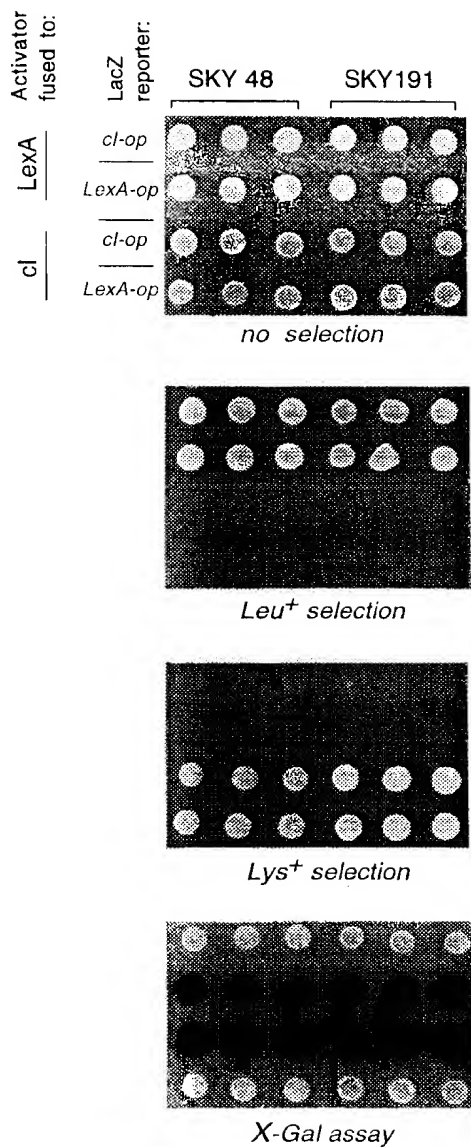 Activator
fused to:
LacZ
reporter:
SKY 48
SKY191
LexA
cI-op
LexA-op
cI
cI-op
LexA-op
no selection
Leu⁺ selection
Lys⁺ selection
X-Gal assay